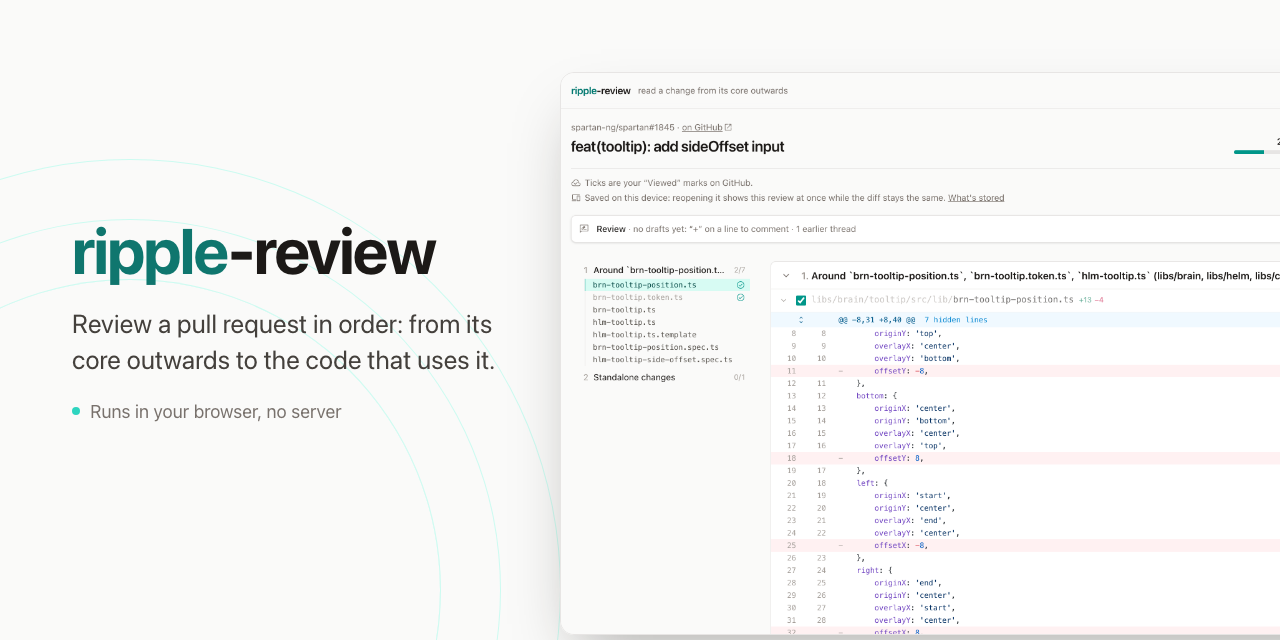 ripple-review
Review a pull request in order: from its
core outwards to the code that uses it.
Runs in your browser, no server
ripple-review read a change from its core outwards
spartan-ng/spartan#1845 · on GitHub
feat(tooltip): add sideOffset input
2
Ticks are your “Viewed” marks on GitHub.
Saved on this device: reopening it shows this review at once while the diff stays the same. What's stored
Review · no drafts yet: "+" on a line to comment · 1 earlier thread
1 Around `brn-tooltip-position.t... 2/7
brn-tooltip-position.ts
brn-tooltip.token.ts
brn-tooltip.ts
hlm-tooltip.ts
hlm-tooltip.ts.template
brn-tooltip-position.spec.ts
hlm-tooltip-side-offset.spec.ts
2 Standalone changes 0/1
1. Around `brn-tooltip-position.ts`, `brn-tooltip.token.ts`, `hlm-tooltip.ts` (libs/brain, libs/helm, libs/c
libs/brain/tooltip/src/lib/brn-tooltip-position.ts +13 −4
@@ -8,31 +8,40 @@ 7 hidden lines
8 8 originY: 'top',
9 9 overlayX: 'center',
10 10 overlayY: 'bottom',
11 − offsetY: -8,
12 11 },
13 12 bottom: {
14 13 originX: 'center',
15 14 originY: 'bottom',
16 15 overlayX: 'center',
17 16 overlayY: 'top',
18 − offsetY: 8,
19 17 },
20 18 left: {
21 19 originX: 'start',
22 20 originY: 'center',
23 21 overlayX: 'end',
24 22 overlayY: 'center',
25 − offsetX: -8,
26 23 },
27 24 right: {
28 25 originX: 'end',
29 26 originY: 'center',
30 27 overlayX: 'start',
31 28 overlayY: 'center',
32 − offsetX: 8,